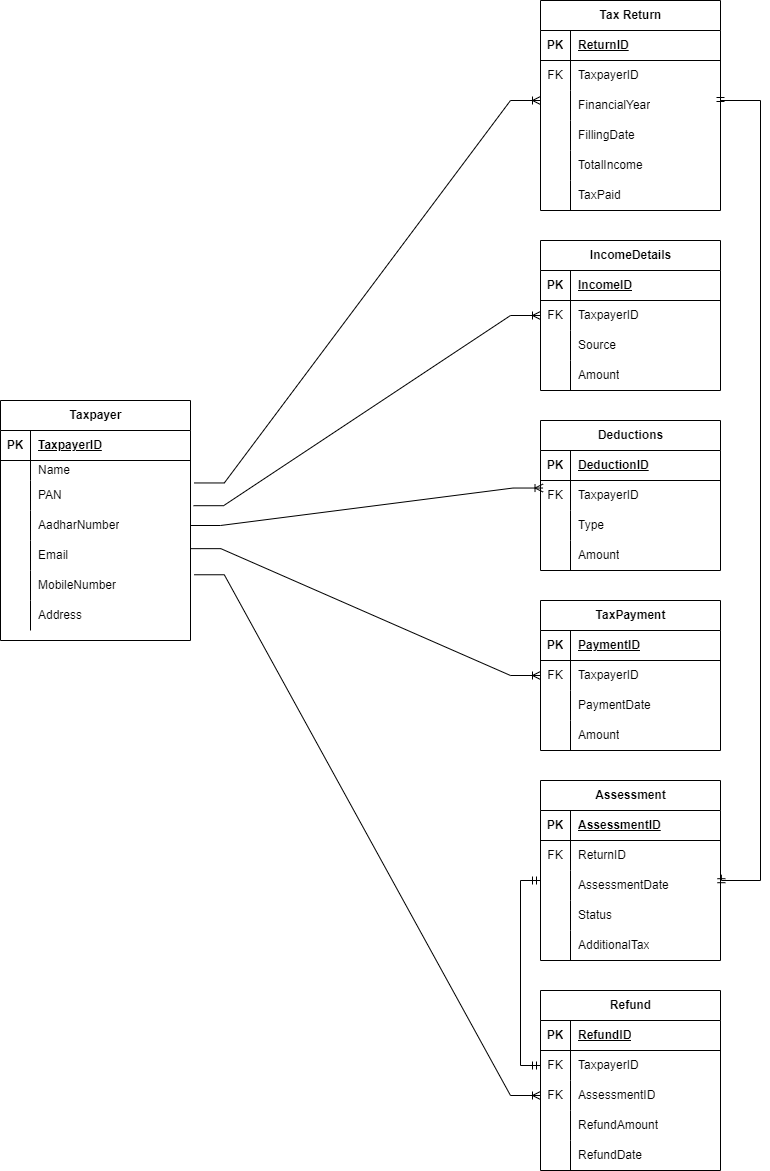 Tax Return
PK ReturnID
FK TaxpayerID
FinancialYear
FillingDate
TotalIncome
TaxPaid
IncomeDetails
PK IncomeID
FK TaxpayerID
Source
Amount
Taxpayer
PK TaxpayerID
Name
PAN
AadharNumber
Email
MobileNumber
Address
Deductions
PK DeductionID
FK TaxpayerID
Type
Amount
TaxPayment
PK PaymentID
FK TaxpayerID
PaymentDate
Amount
Assessment
PK AssessmentID
FK ReturnID
AssessmentDate
Status
AdditionalTax
Refund
PK RefundID
FK TaxpayerID
FK AssessmentID
RefundAmount
RefundDate